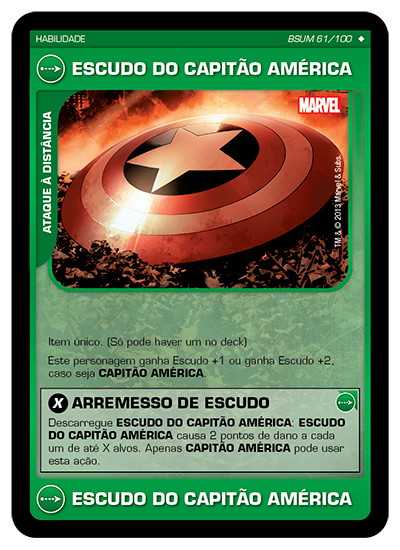 HABILIDADE
BSUM 61/100
ESCUDO DO CAPITÃO AMÉRICA
ATAQUE À DISTÂNCIA
MARVEL
TM & © 2013 Marvel & Subs.
Item único. (Só pode haver um no deck)
Este personagem ganha Escudo +1 ou ganha Escudo +2,
caso seja CAPITÃO AMÉRICA.
X ARREMESSO DE ESCUDO
Descarregue ESCUDO DO CAPITÃO AMÉRICA: ESCUDO
DO CAPITÃO AMÉRICA causa 2 pontos de dano a cada
um de até X alvos. Apenas CAPITÃO AMÉRICA pode usar
esta ação.
ESCUDO DO CAPITÃO AMÉRICA